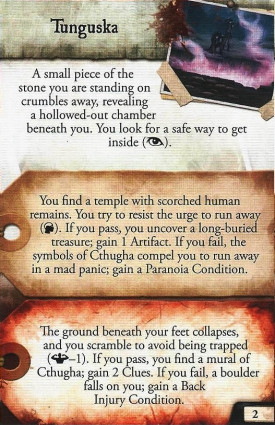 Tunguska
A small piece of the
stone you are standing on
crumbles away, revealing
a hollowed-out chamber
beneath you. You look for a safe way to get
inside ( ).
You find a temple with scorched human
remains. You try to resist the urge to run away
( ). If you pass, you uncover a long-buried
treasure; gain 1 Artifact. If you fail, the
symbols of Cthugha compel you to run away
in a mad panic; gain a Paranoia Condition.
The ground beneath your feet collapses,
and you scramble to avoid being trapped
( –1). If you pass, you find a mural of
Cthugha; gain 2 Clues. If you fail, a boulder
falls on you; gain a Back
Injury Condition.
2